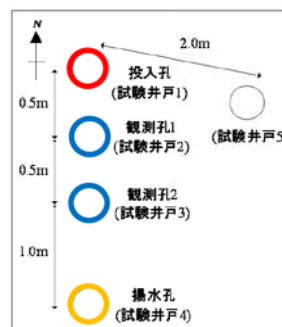 N
2.0m
投入孔
(試験井戸1)
0.5m
(試験井戸5
観測孔1
(試験井戸2)
0.5m
観測孔2
(試験井戸3)
1.0m
揚水孔
(試験井戸4)